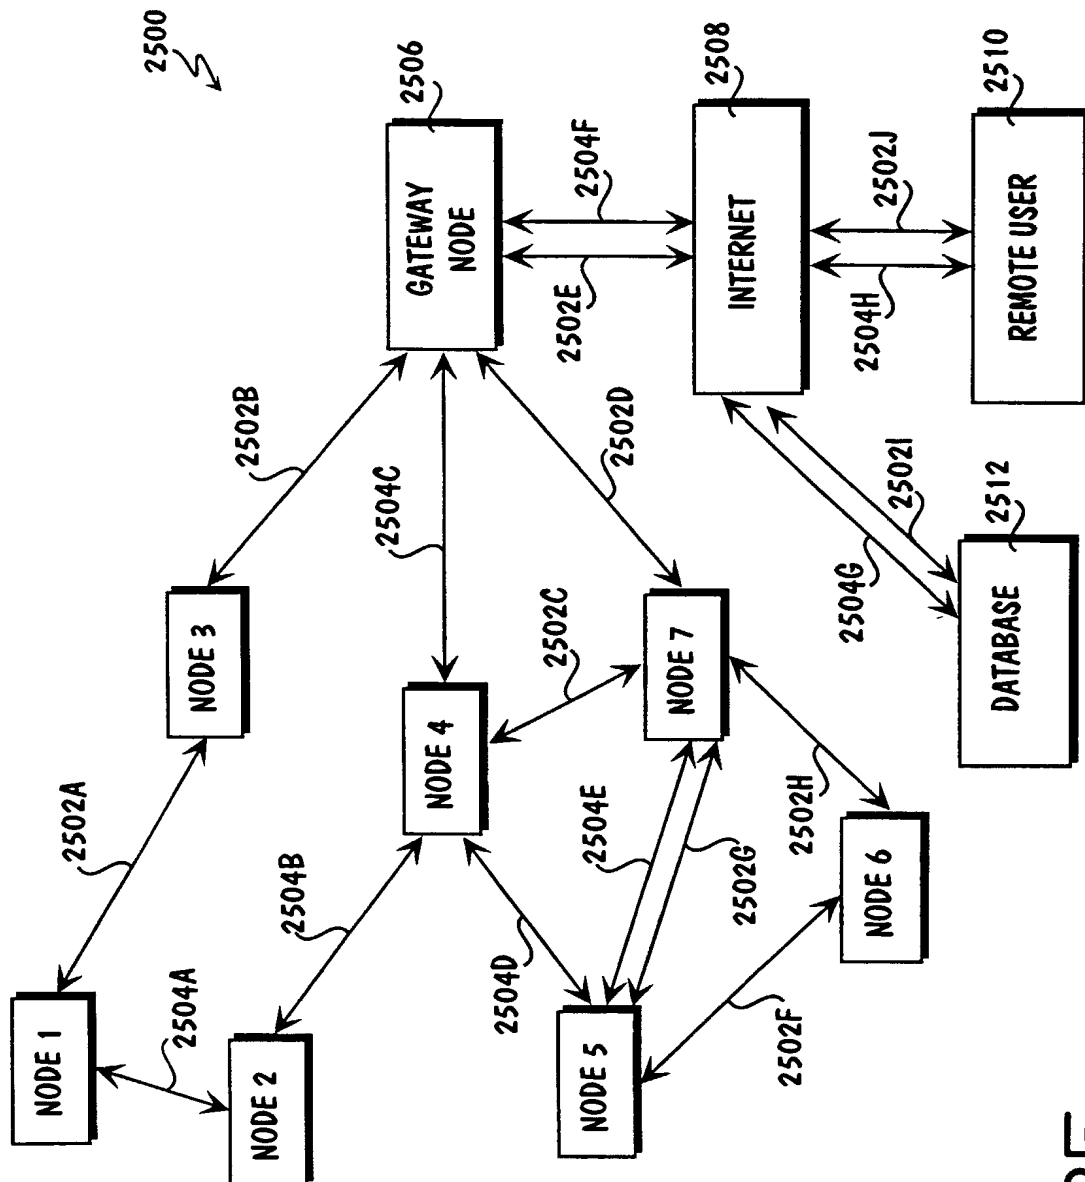 2500
NODE 1
2502A
NODE 3
2502B
GATEWAY
NODE
2506
2504A
NODE 2
2504B
NODE 4
2504C
2504D
2502C
2502D
2502E
2504F
NODE 5
2504E
2502G
NODE 7
INTERNET
2508
2502F
NODE 6
2502H
2504G
2502I
2504H
2502J
DATABASE
2512
REMOTE USER
2510